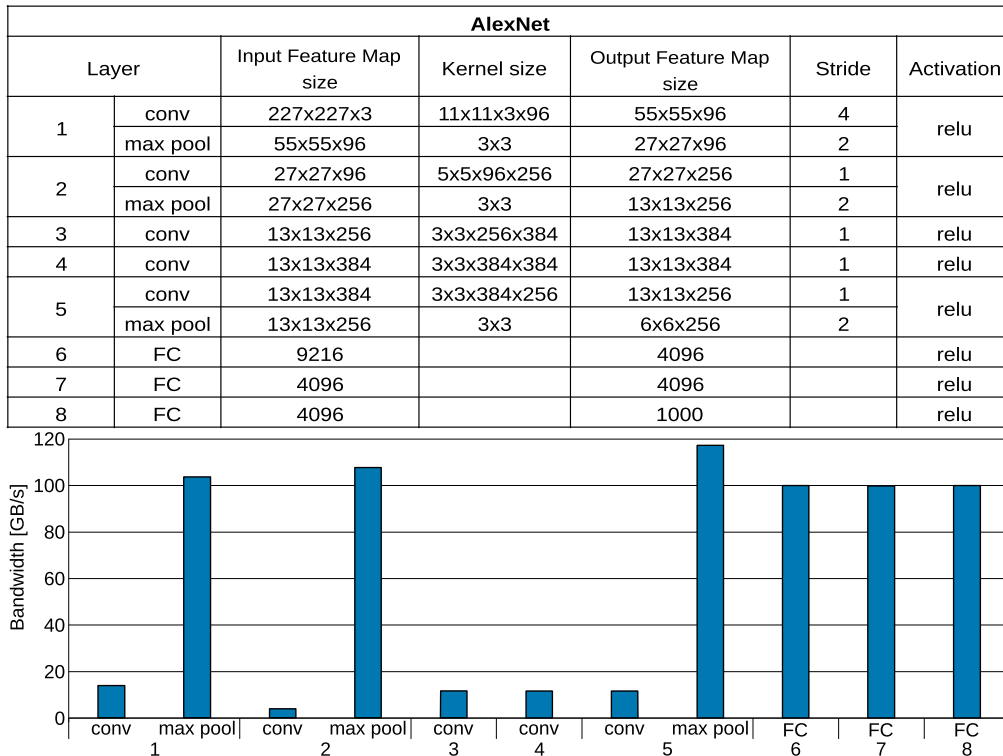 AlexNet
Layer Input Feature Map size Kernel size Output Feature Map size Stride Activation
1 conv 227x227x3 11x11x3x96 55x55x96 4 relu
max pool 55x55x96 3x3 27x27x96 2
2 conv 27x27x96 5x5x96x256 27x27x256 1 relu
max pool 27x27x256 3x3 13x13x256 2
3 conv 13x13x256 3x3x256x384 13x13x384 1 relu
4 conv 13x13x384 3x3x384x384 13x13x384 1 relu
5 conv 13x13x384 3x3x384x256 13x13x256 1 relu
max pool 13x13x256 3x3 6x6x256 2
6 FC 9216 4096 relu
7 FC 4096 4096 relu
8 FC 4096 1000 relu
Bandwidth [GB/s]
120
100
80
60
40
20
0
conv max pool conv max pool conv conv conv max pool FC FC FC
1 2 3 4 5 6 7 8